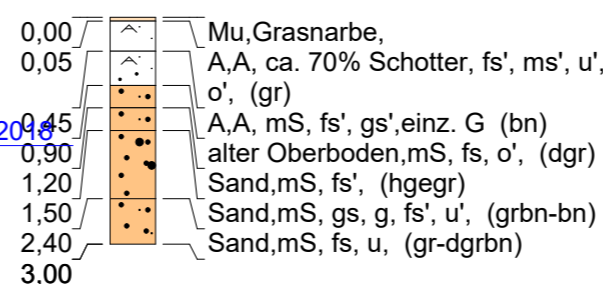 0,00 Mu,Grasnarbe,
0,05 A,A, ca. 70% Schotter, fs', ms', u',
o', (gr)
2018 0,45 A,A, mS, fs', gs',einz. G (bn)
0,90 alter Oberboden,mS, fs, o', (dgr)
1,20 Sand,mS, fs', (hgegr)
1,50 Sand,mS, gs, g, fs', u', (grbn-bn)
2,40 Sand,mS, fs, u, (gr-dgrbn)
3,00